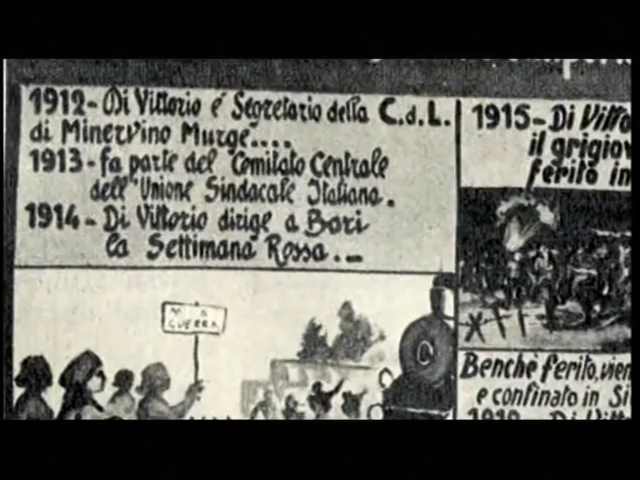 1912 - Di Vittorio é Segretario della C.d.L.
di Minervino Murge....
1913 - fa parte del Comitato Centrale
dell'Unione Sindacale Italiana.
1914 - Di Vittorio dirige a Bari
la Settimana Rossa...
GUERRA
1915 - Di Vitto
il grigiov
ferito in
Benchè ferito, vien
e confinato in Si